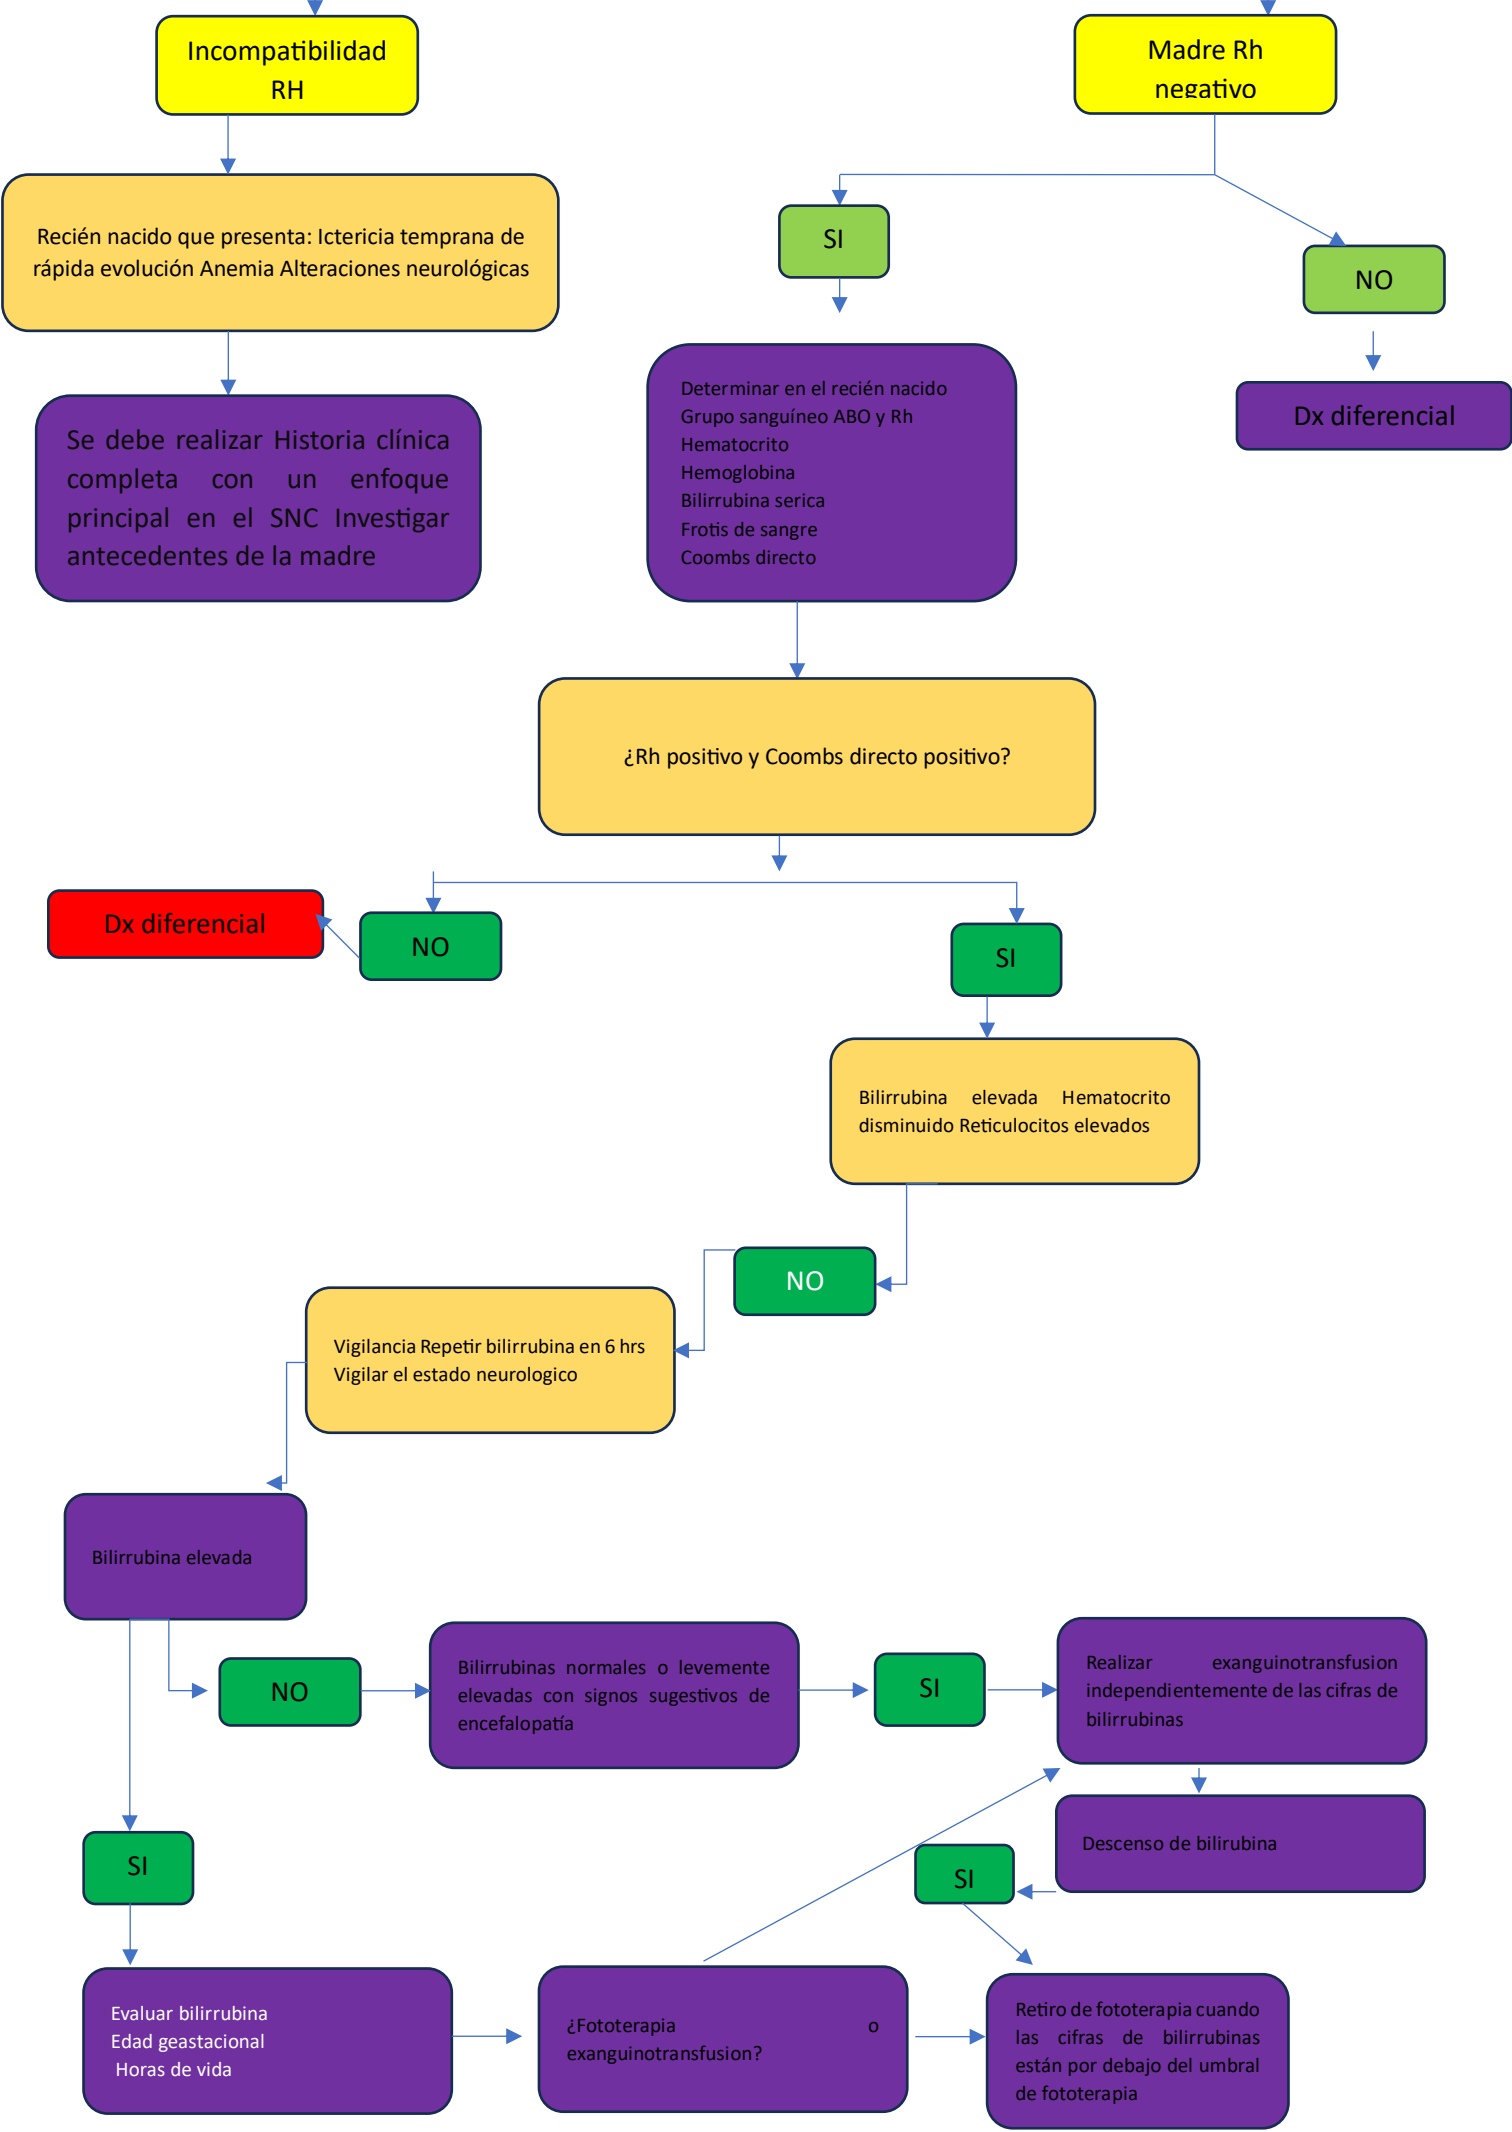 Incompatibilidad
RH
Madre Rh
negativo
Recién nacido que presenta: Ictericia temprana de
rápida evolución Anemia Alteraciones neurológicas
SI
NO
Se debe realizar Historia clínica
completa con un enfoque
principal en el SNC Investigar
antecedentes de la madre
Determinar en el recién nacido
Grupo sanguíneo ABO y Rh
Hematocrito
Hemoglobina
Bilirrubina serica
Frotis de sangre
Coombs directo
Dx diferencial
¿Rh positivo y Coombs directo positivo?
Dx diferencial
NO
SI
Bilirrubina elevada Hematocrito
disminuido Reticulocitos elevados
NO
Vigilancia Repetir bilirrubina en 6 hrs
Vigilar el estado neurologico
Bilirrubina elevada
NO
Bilirrubinas normales o levemente
elevadas con signos sugestivos de
encefalopatía
SI
Realizar exanguinotransfusion
independientemente de las cifras de
bilirrubinas
Descenso de bilirubina
SI
SI
Evaluar bilirrubina
Edad geastacional
Horas de vida
¿Fototerapia o
exanguinotransfusion?
Retiro de fototerapia cuando
las cifras de bilirrubinas
están por debajo del umbral
de fototerapia